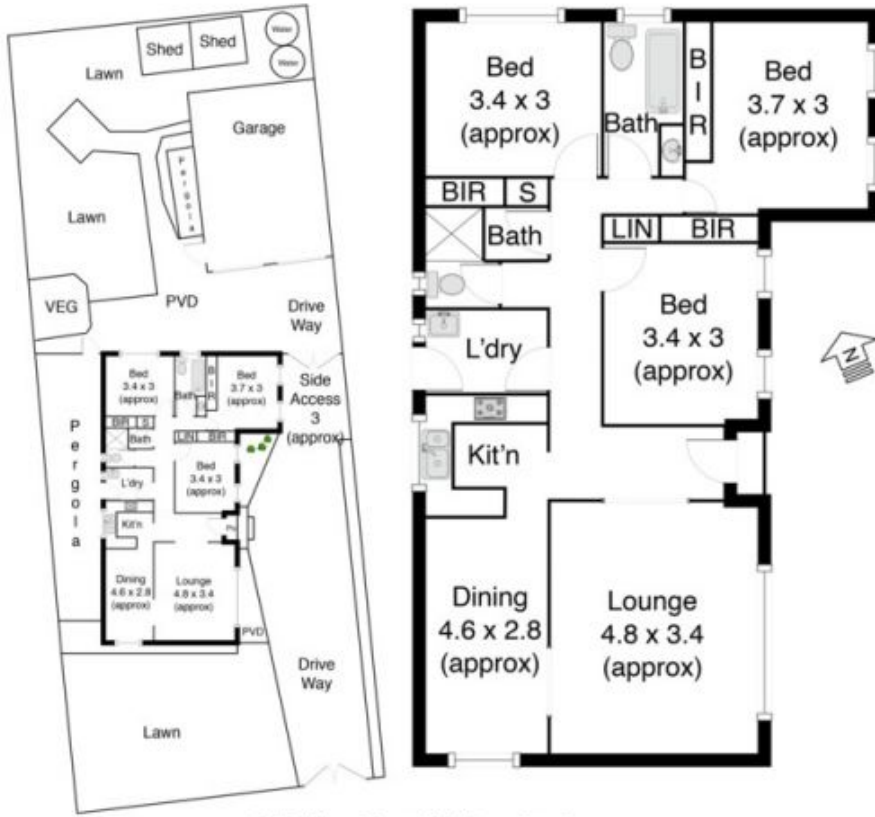 Shed
Shed
Water
Water
Lawn
Garage
Pergola
Lawn
VEG
PVD
Drive
Way
Side
Access
3
(approx)
Bed
3.4 x 3
(approx)
Bath
BIR
Bed
3.7 x 3
(approx)
BIR
S
Bath
LIN
BIR
Bed
3.4 x 3
(approx)
L'dry
Kit'n
Pergola
Dining
4.6 x 2.8
(approx)
Lounge
4.8 x 3.4
(approx)
PVD
Drive
Way
Lawn
Bed
3.4 x 3
(approx)
Bath
BIR
Bed
3.7 x 3
(approx)
BIR
S
Bath
LIN
BIR
L'dry
Bed
3.4 x 3
(approx)
N
Kit'n
Dining
4.6 x 2.8
(approx)
Lounge
4.8 x 3.4
(approx)